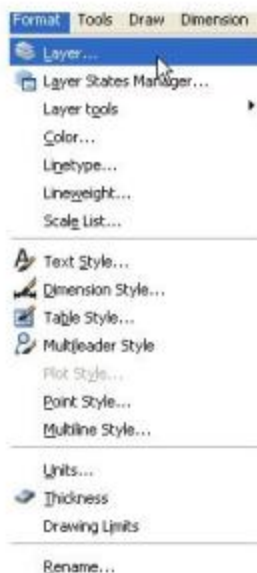 Format Tools Draw Dimension
Layer...
Layer States Manager...
Layer tools
Color...
Linetype...
Lineweight...
Scale List...
Text Style...
Dimension Style...
Table Style...
Multileader Style
Plot Style...
Point Style...
Multiline Style...
Units...
Thickness
Drawing Limits
Rename...